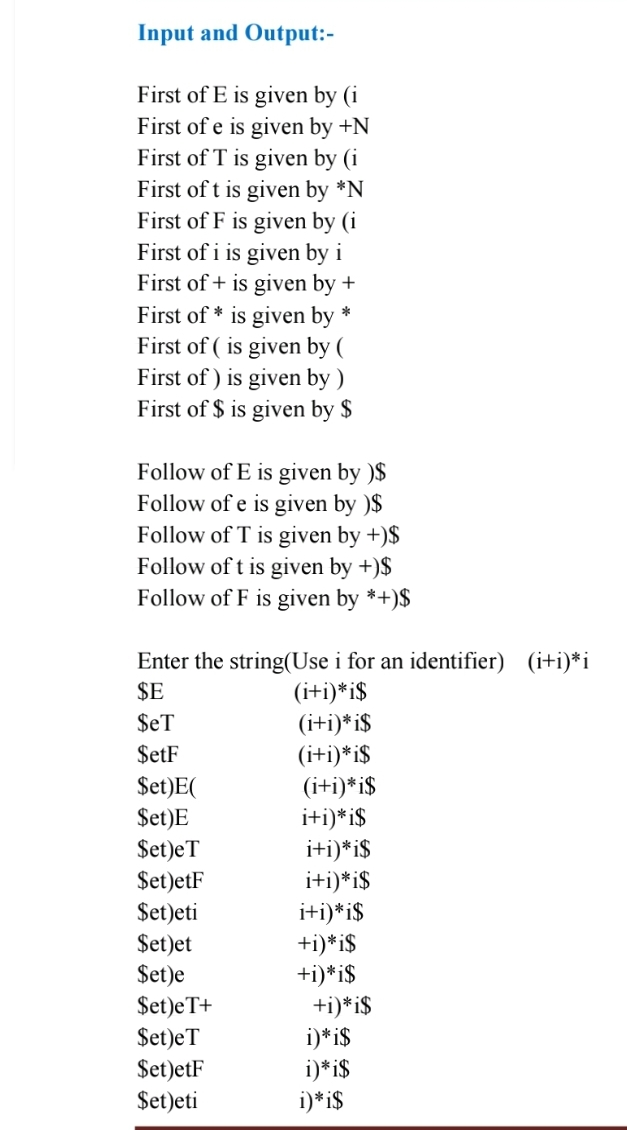 Input and Output:-
First of E is given by (i
First of e is given by +N
First of T is given by (i
First of t is given by *N
First of F is given by (i
First of i is given by i
First of + is given by +
First of * is given by *
First of ( is given by (
First of ) is given by )
First of $ is given by $
Follow of E is given by )$
Follow of e is given by )$
Follow of T is given by +)$
Follow of t is given by +)$
Follow of F is given by *+)$
Enter the string(Use i for an identifier) (i+i)*i
$E (i+i)*i$
$eT (i+i)*i$
$etF (i+i)*i$
$et)E( (i+i)*i$
$et)E i+i)*i$
$et)eT i+i)*i$
$et)etF i+i)*i$
$et)eti i+i)*i$
$et)et +i)*i$
$et)e +i)*i$
$et)eT+ +i)*i$
$et)eT i)*i$
$et)etF i)*i$
$et)eti i)*i$